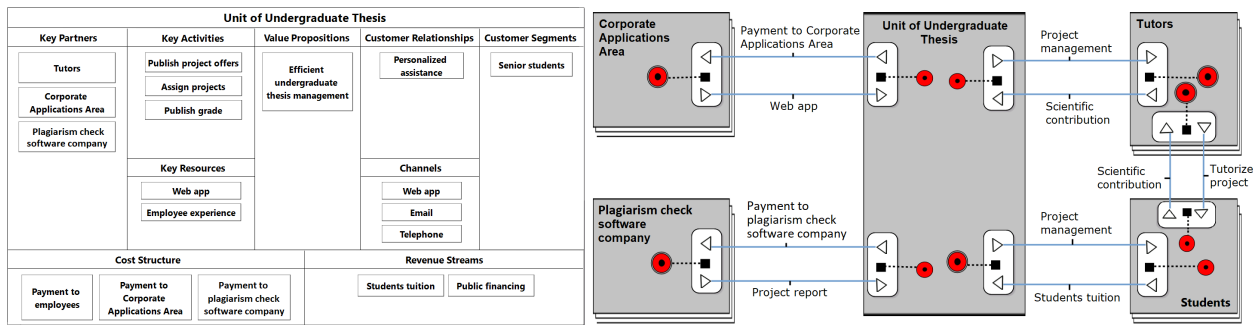 Unit of Undergraduate Thesis
Key Partners
Tutors
Corporate
Applications Area
Plagiarism check
software company
Key Activities
Publish project offers
Assign projects
Publish grade
Key Resources
Web app
Employee experience
Value Propositions
Efficient
undergraduate
thesis management
Customer Relationships
Personalized
assistance
Channels
Web app
Email
Telephone
Customer Segments
Senior students
Cost Structure
Payment to
employees
Payment to
Corporate
Applications Area
Payment to
plagiarism check
software company
Revenue Streams
Students tuition
Public financing
Corporate
Applications
Area
Payment to Corporate
Applications Area
Web app
Unit of Undergraduate
Thesis
Project
management
Scientific
contribution
Tutors
Scientific
contribution
Tutorize
project
Plagiarism check
software
company
Payment to
plagiarism check
software company
Project report
Project
management
Students tuition
Students